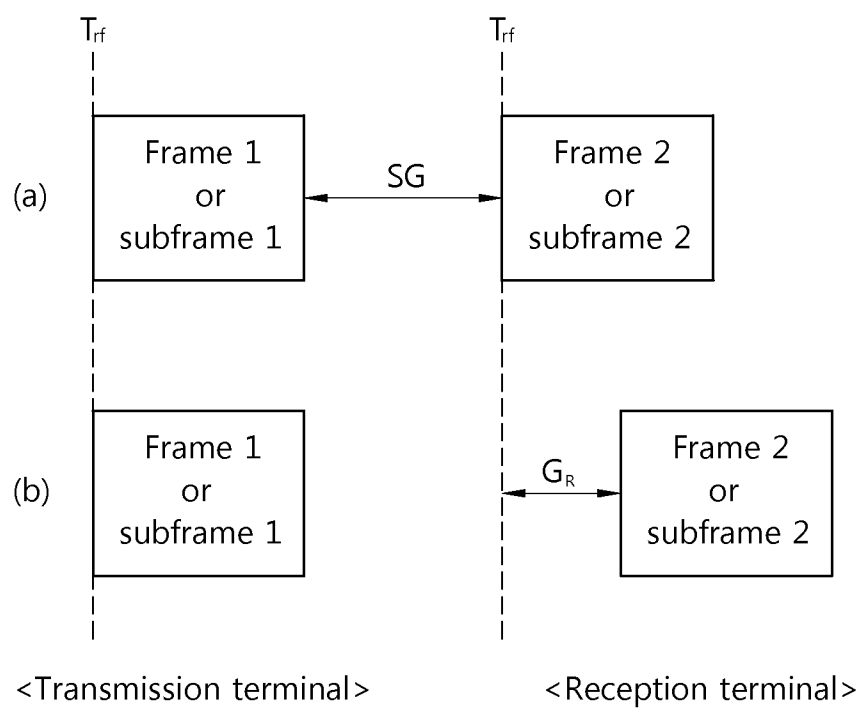 Trf Trf
Frame 1 Frame 2
(a) or SG or
subframe 1 subframe 2
Frame 1 Frame 2
(b) or GR or
subframe 1 subframe 2
<Transmission terminal> <Reception terminal>